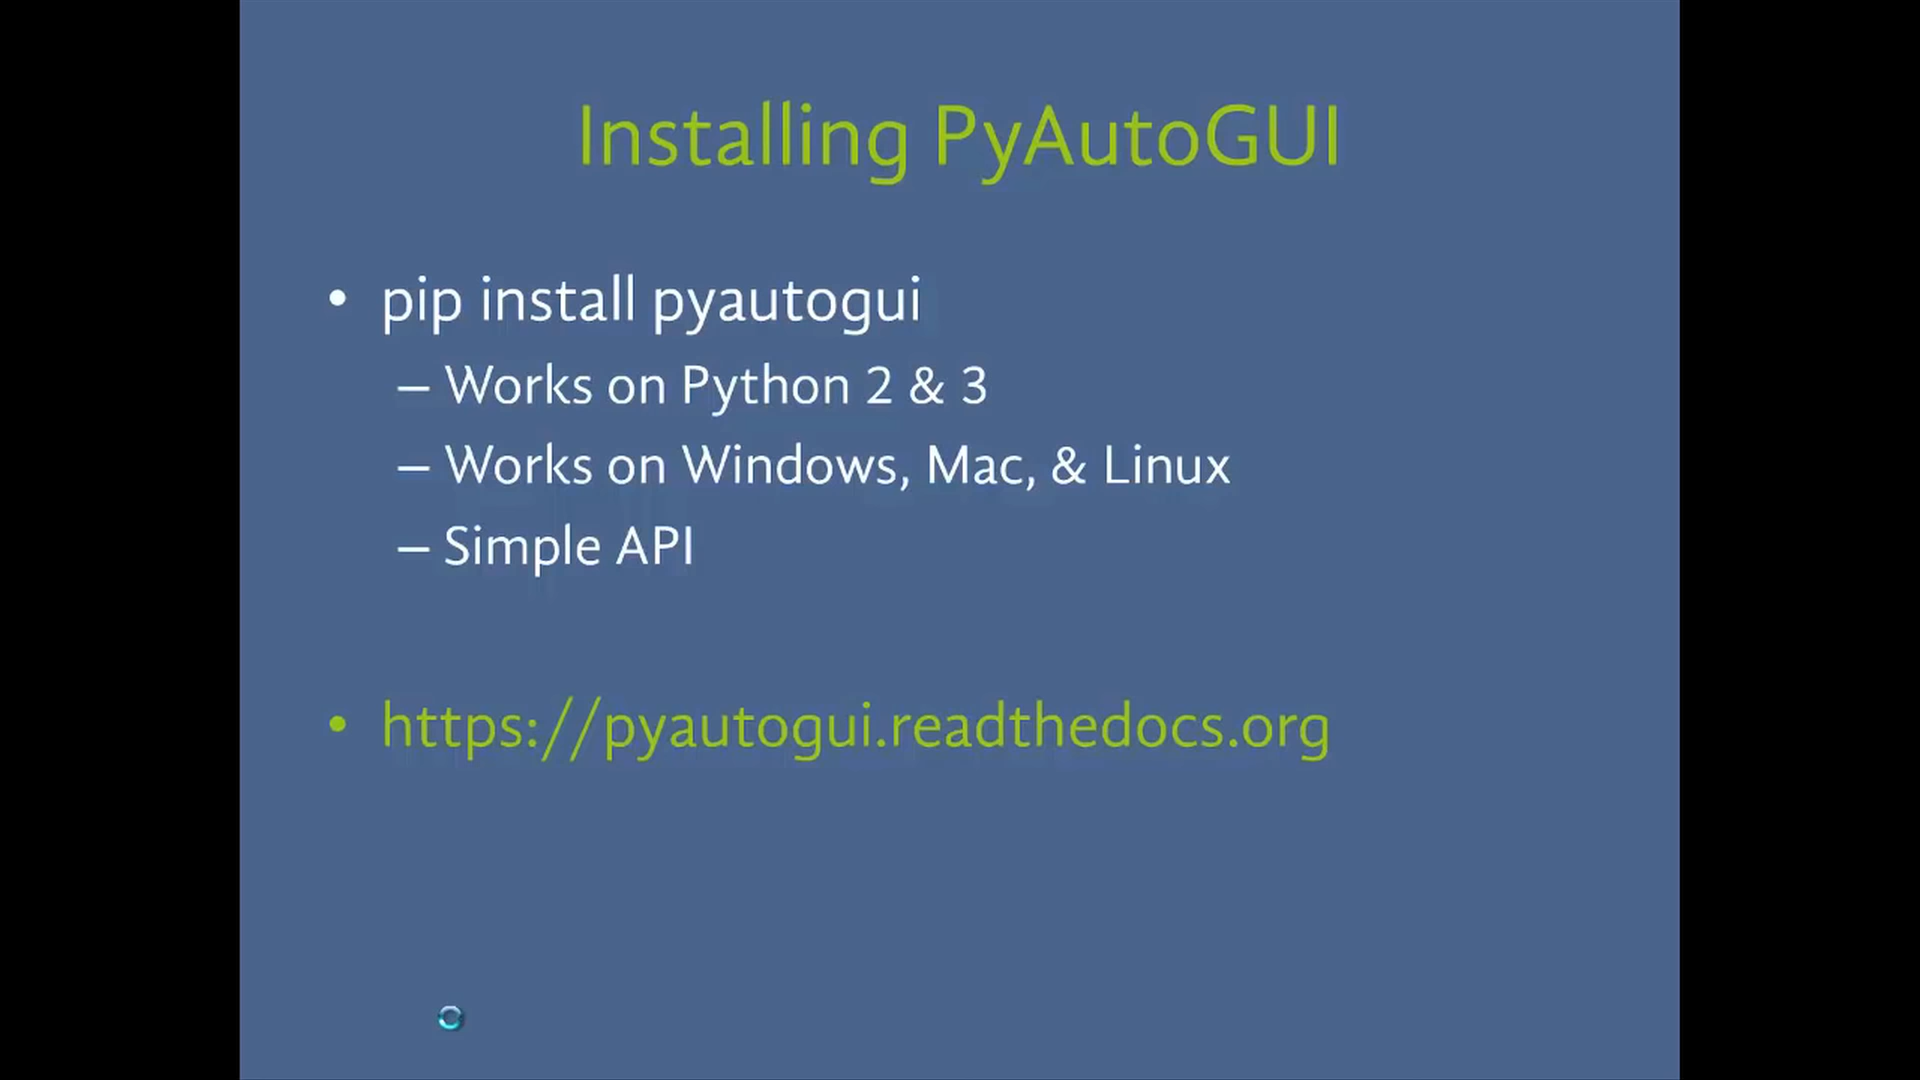 Installing PyAutoGUI
• pip install pyautogui
– Works on Python 2 & 3
– Works on Windows, Mac, & Linux
– Simple API
• https://pyautogui.readthedocs.org